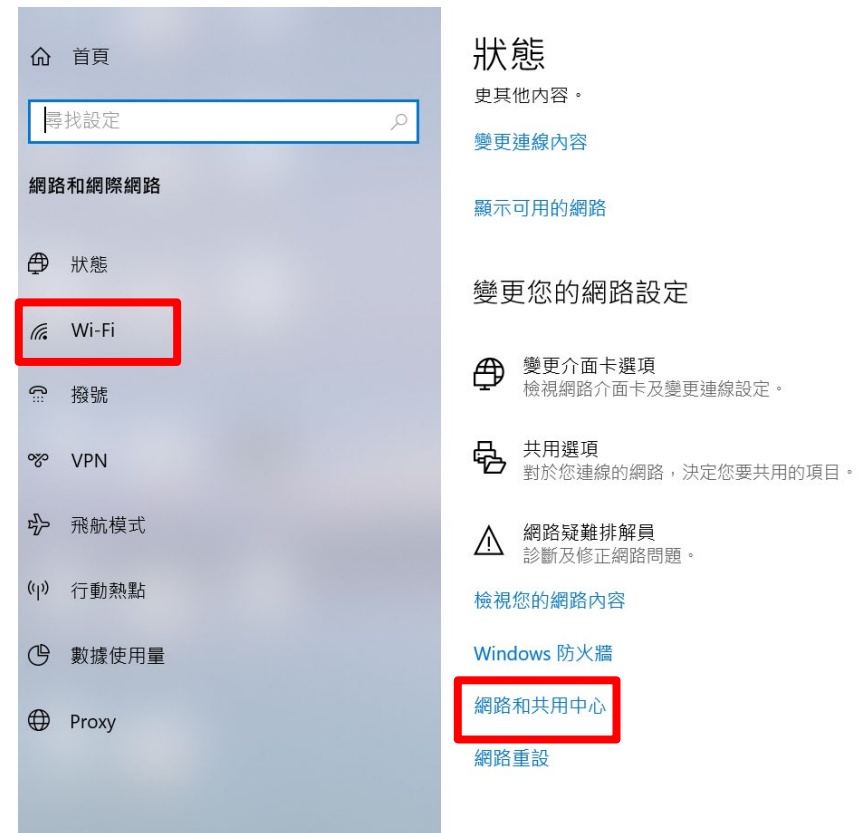 首頁
尋找設定
網路和網際網路
狀態
Wi-Fi
撥號
VPN
飛航模式
行動熱點
數據使用量
Proxy
狀態
更其他內容。
變更連線內容
顯示可用的網路
變更您的網路設定
變更介面卡選項
檢視網路介面卡及變更連線設定。
共用選項
對於您連線的網路，決定您要共用的項目。
網路疑難排解員
診斷及修正網路問題。
檢視您的網路內容
Windows 防火牆
網路和共用中心
網路重設